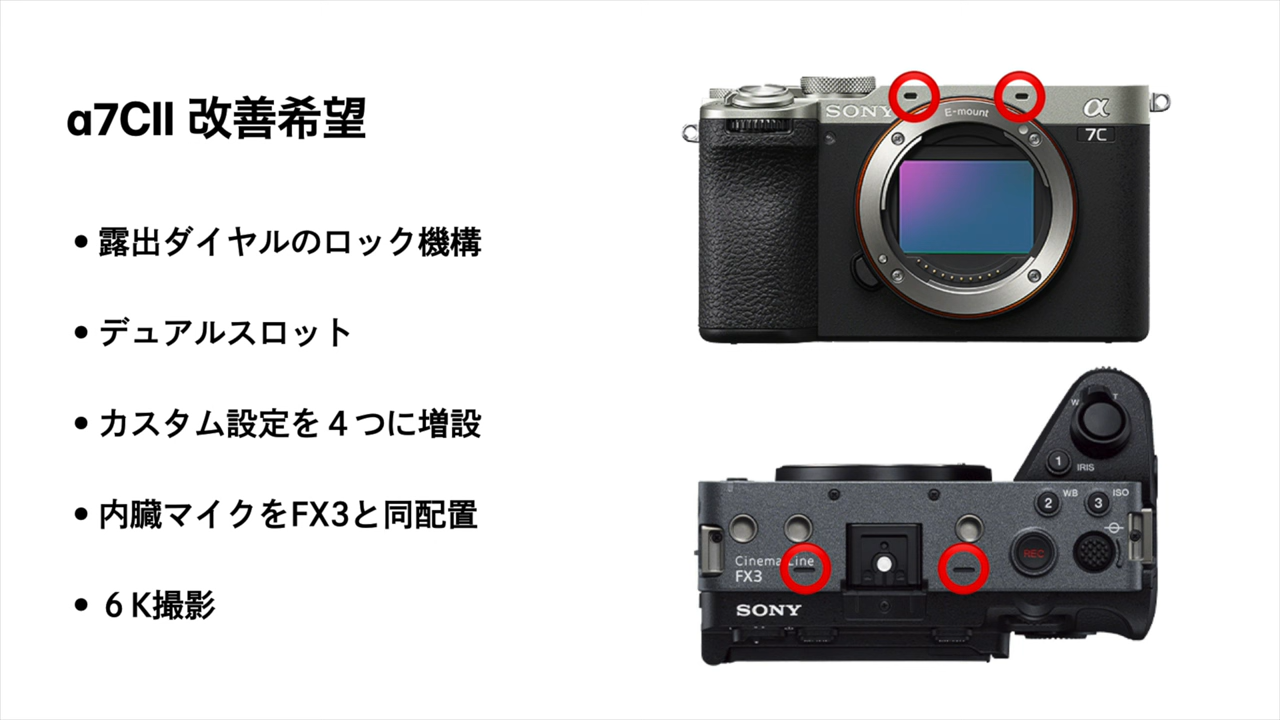 α7CII 改善希望
• 露出ダイヤルのロック機構
• デュアルスロット
• カスタム設定を４つに増設
• 内臓マイクをFX3と同配置
• ６K撮影
SONY
E-mount
α
7C
W T
1 IRIS
2 WB
3 ISO
REC
Cinema Line
FX3
SONY